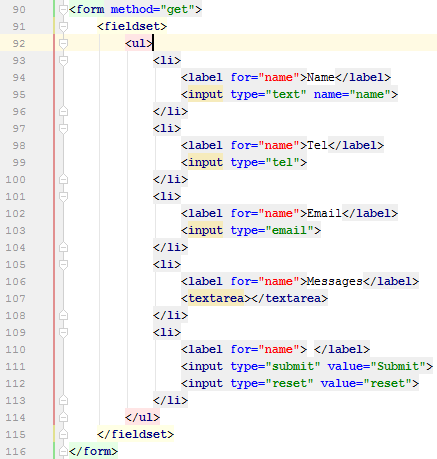 90 <form method="get">
91 <fieldset>
92 <ul>
93 <li>
94 <label for="name">Name</label>
95 <input type="text" name="name">
96 </li>
97 <li>
98 <label for="name">Tel</label>
99 <input type="tel">
100 </li>
101 <li>
102 <label for="name">Email</label>
103 <input type="email">
104 </li>
105 <li>
106 <label for="name">Messages</label>
107 <textarea></textarea>
108 </li>
109 <li>
110 <label for="name"> </label>
111 <input type="submit" value="Submit">
112 <input type="reset" value="reset">
113 </li>
114 </ul>
115 </fieldset>
116 </form>